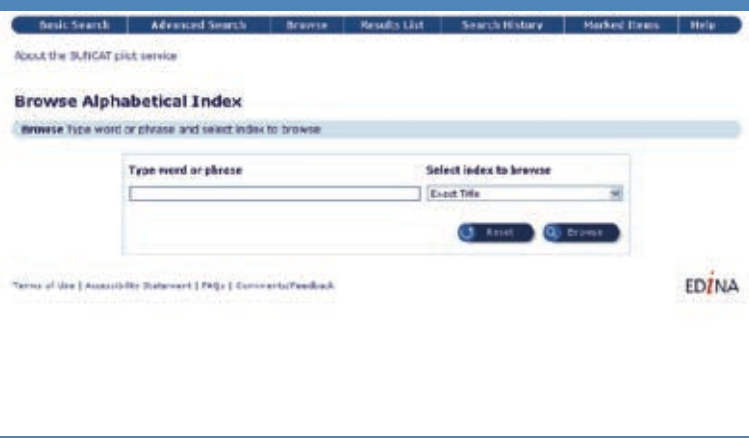 Basic Search Advanced Search Browse Results List Search History Marked Items Help
About the SUNCAT pilot service
Browse Alphabetical Index
Browse Type word or phrase and select index to browse
Type word or phrase Select index to browse
Exact Title
Reset Browse
Terms of Use | Accessibility Statement | FAQs | Comments/Feedback
EDINA